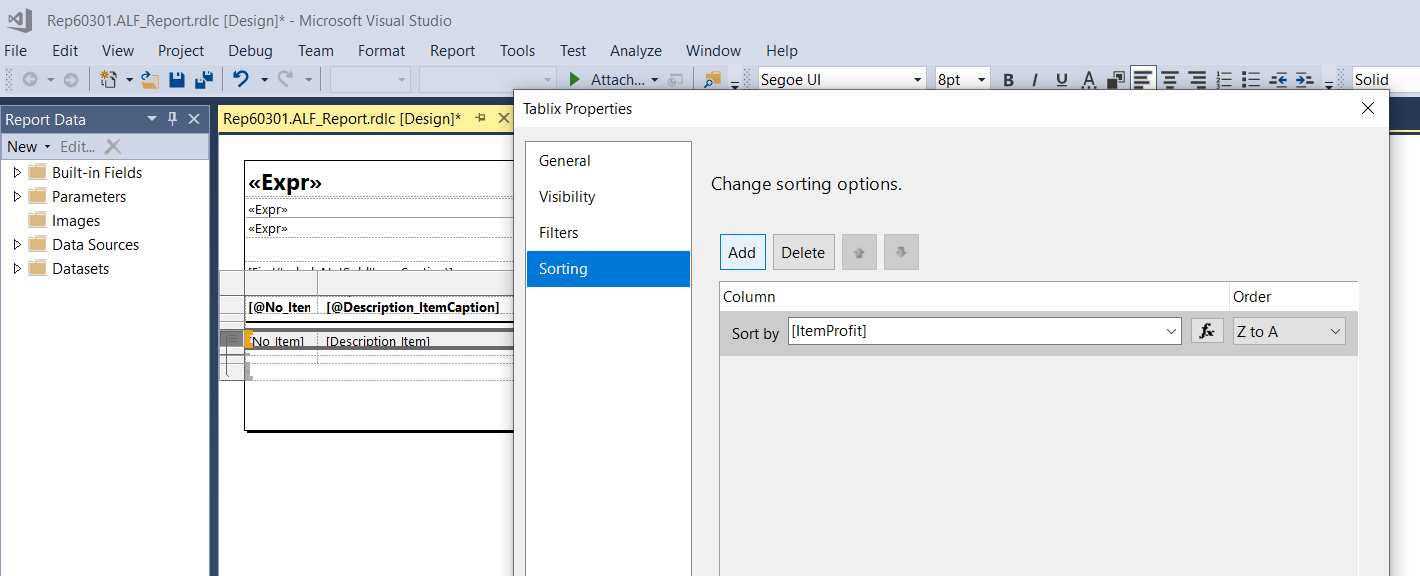 Rep60301.ALF_Report.rdlc [Design]* - Microsoft Visual Studio
File Edit View Project Debug Team Format Report Tools Test Analyze Window Help
Attach... Segoe UI 8pt B I U A Solid
Report Data
New Edit...
Built-in Fields
Parameters
Images
Data Sources
Datasets
Rep60301.ALF_Report.rdlc [Design]*
«Expr»
«Expr»
«Expr»
[@No_Iten [@Description_ItemCaption]
[No_Item] [Description_Item]
Tablix Properties
General
Visibility
Filters
Sorting
Change sorting options.
Add Delete
Column Order
Sort by [ItemProfit] fx Z to A